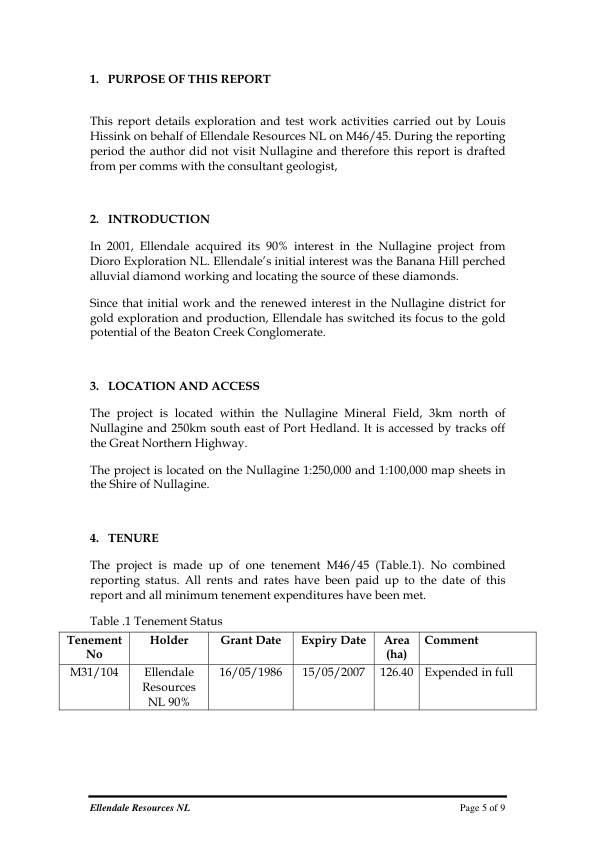 1. PURPOSE OF THIS REPORT
This report details exploration and test work activities carried out by Louis
Hissink on behalf of Ellendale Resources NL on M46/45. During the reporting
period the author did not visit Nullagine and therefore this report is drafted
from per comms with the consultant geologist,
2. INTRODUCTION
In 2001, Ellendale acquired its 90% interest in the Nullagine project from
Dioro Exploration NL. Ellendale's initial interest was the Banana Hill perched
alluvial diamond working and locating the source of these diamonds.
Since that initial work and the renewed interest in the Nullagine district for
gold exploration and production, Ellendale has switched its focus to the gold
potential of the Beaton Creek Conglomerate.
3. LOCATION AND ACCESS
The project is located within the Nullagine Mineral Field, 3km north of
Nullagine and 250km south east of Port Hedland. It is accessed by tracks off
the Great Northern Highway.
The project is located on the Nullagine 1:250,000 and 1:100,000 map sheets in
the Shire of Nullagine.
4. TENURE
The project is made up of one tenement M46/45 (Table.1). No combined
reporting status. All rents and rates have been paid up to the date of this
report and all minimum tenement expenditures have been met.
Table .1 Tenement Status
Tenement No Holder Grant Date Expiry Date Area (ha) Comment
M31/104 Ellendale Resources NL 90% 16/05/1986 15/05/2007 126.40 Expended in full
Ellendale Resources NL Page 5 of 9